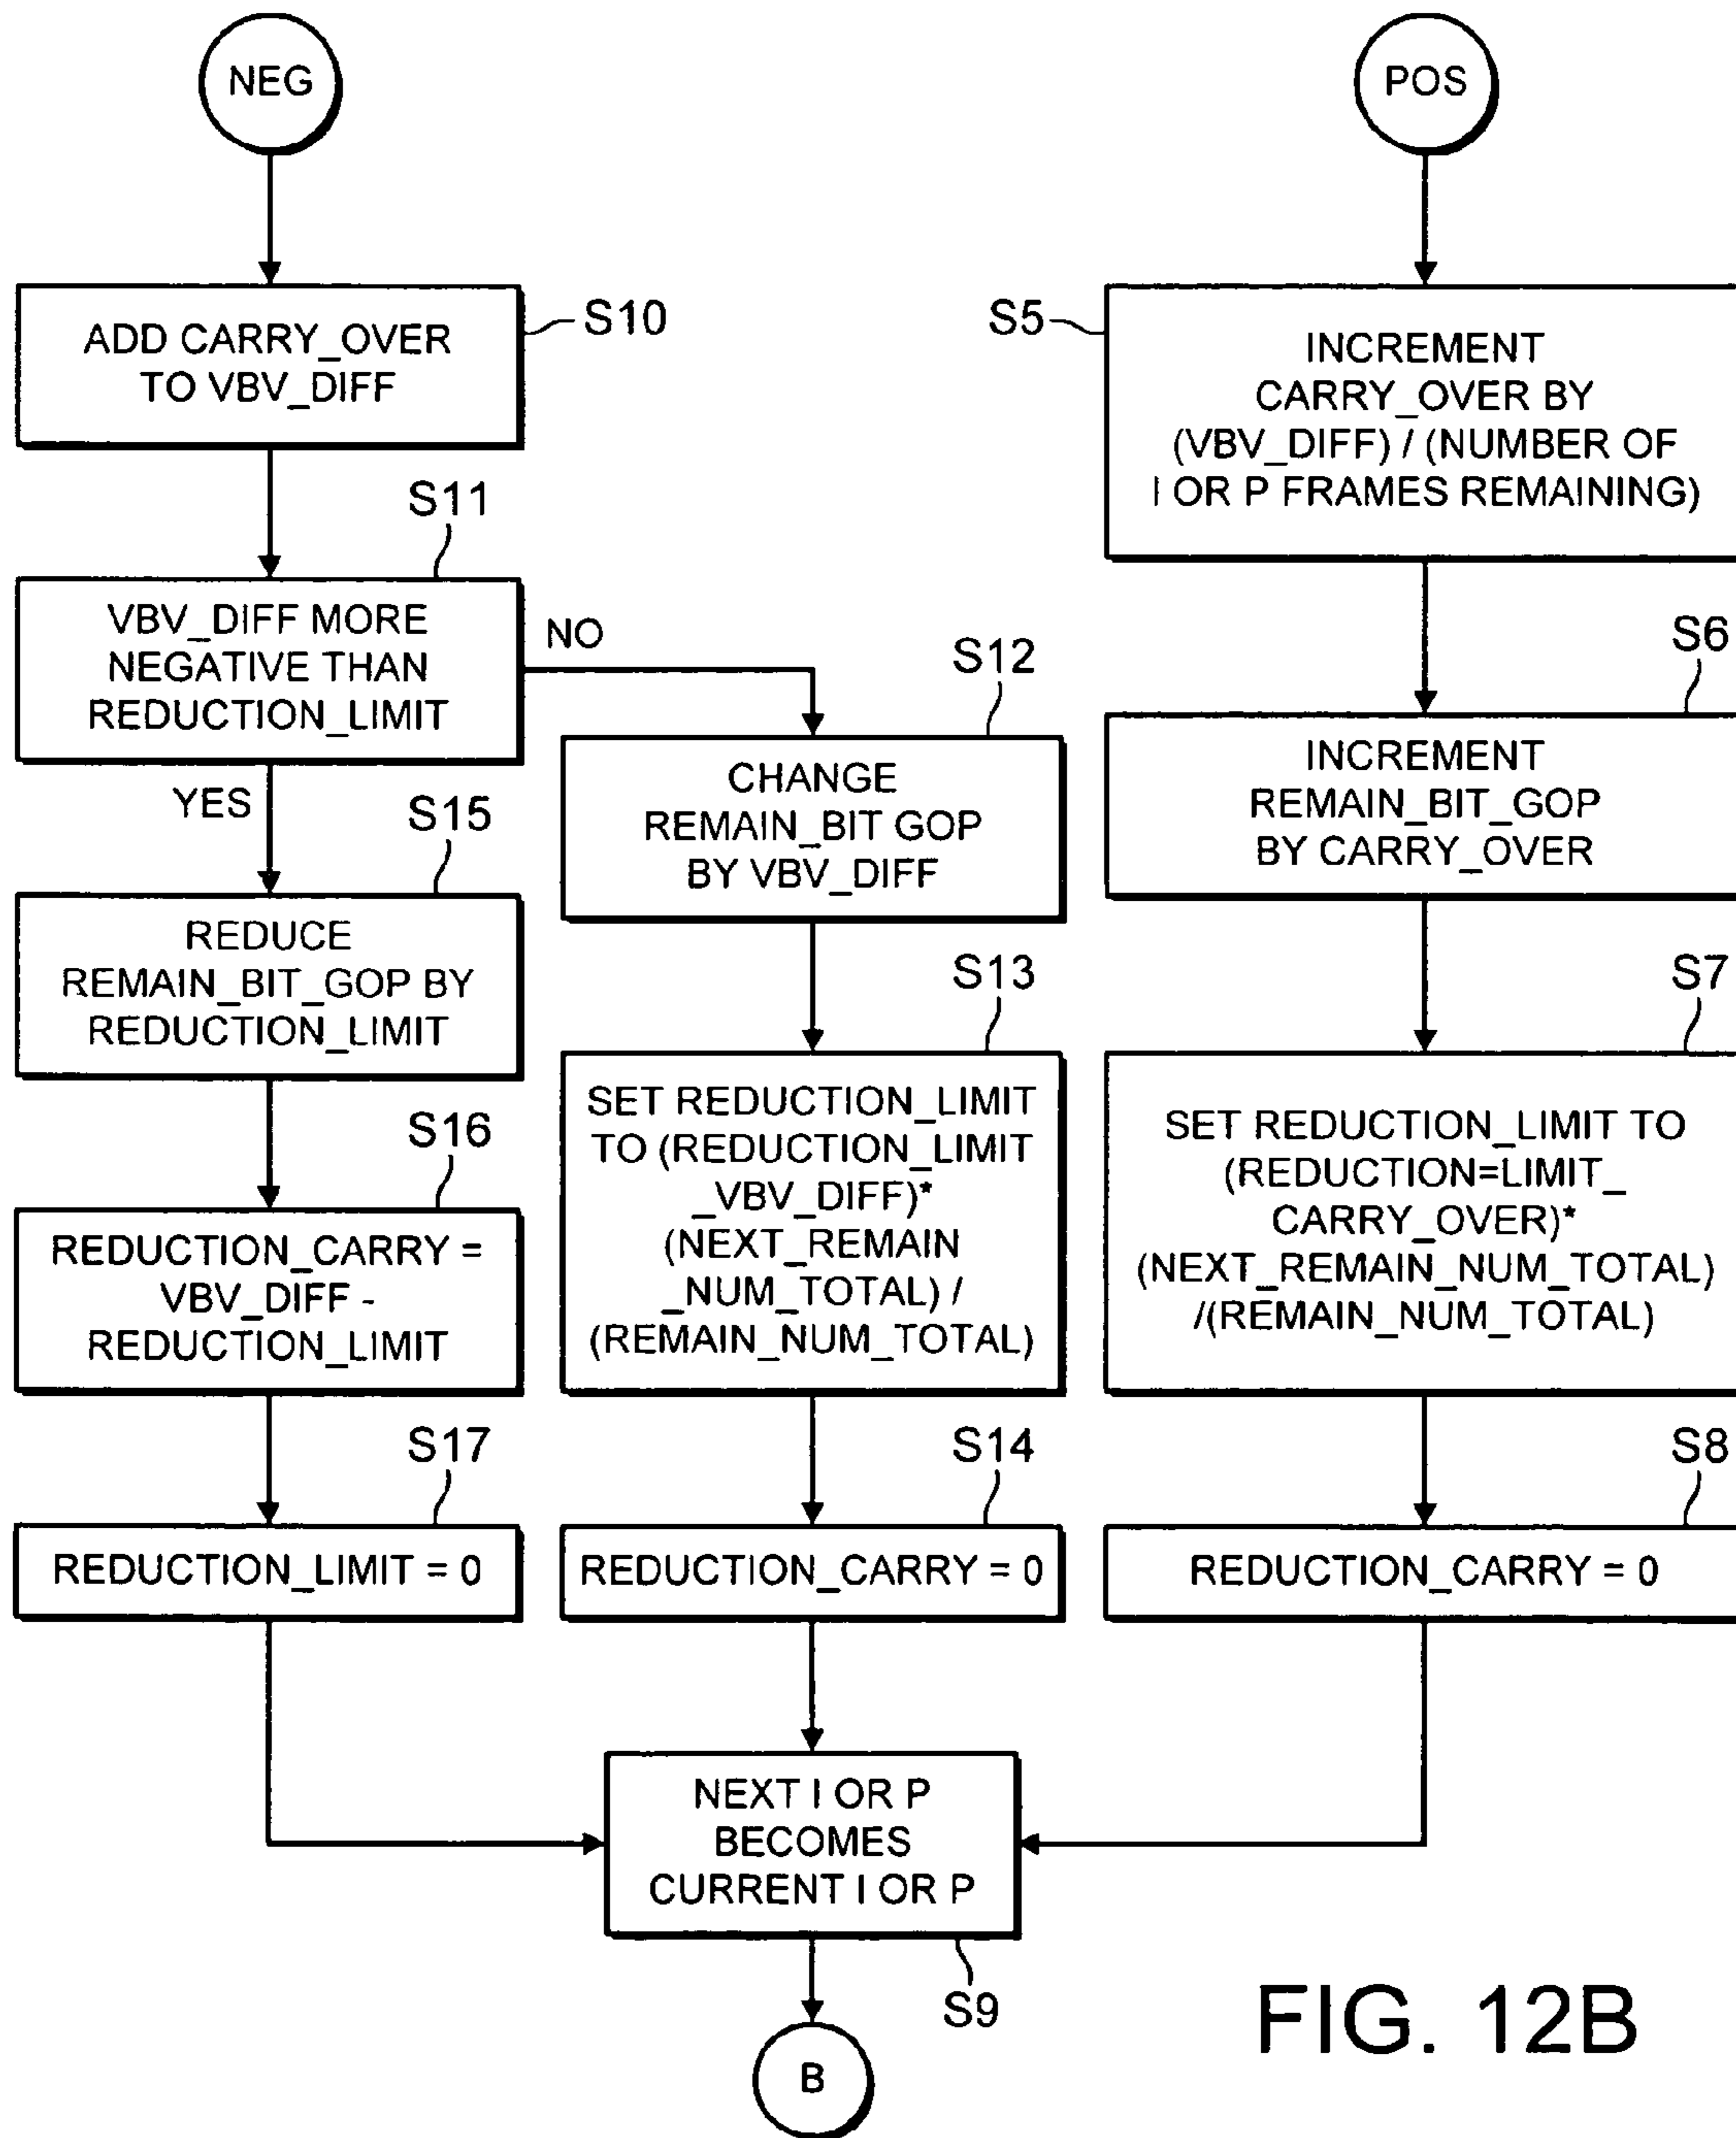 NEG
ADD CARRY_OVER
TO VBV_DIFF
S10
S11
VBV_DIFF MORE
NEGATIVE THAN
REDUCTION_LIMIT
NO
YES
S15
REDUCE
REMAIN_BIT_GOP BY
REDUCTION_LIMIT
S16
REDUCTION_CARRY =
VBV_DIFF -
REDUCTION_LIMIT
S17
REDUCTION_LIMIT = 0
S12
CHANGE
REMAIN_BIT GOP
BY VBV_DIFF
S13
SET REDUCTION_LIMIT
TO (REDUCTION_LIMIT
_VBV_DIFF)*
(NEXT_REMAIN
_NUM_TOTAL) /
(REMAIN_NUM_TOTAL)
S14
REDUCTION_CARRY = 0
POS
S5
INCREMENT
CARRY_OVER BY
(VBV_DIFF) / (NUMBER OF
I OR P FRAMES REMAINING)
S6
INCREMENT
REMAIN_BIT_GOP
BY CARRY_OVER
S7
SET REDUCTION_LIMIT TO
(REDUCTION=LIMIT_
CARRY_OVER)*
(NEXT_REMAIN_NUM_TOTAL)
/(REMAIN_NUM_TOTAL)
S8
REDUCTION_CARRY = 0
NEXT I OR P
BECOMES
CURRENT I OR P
S9
B
FIG. 12B